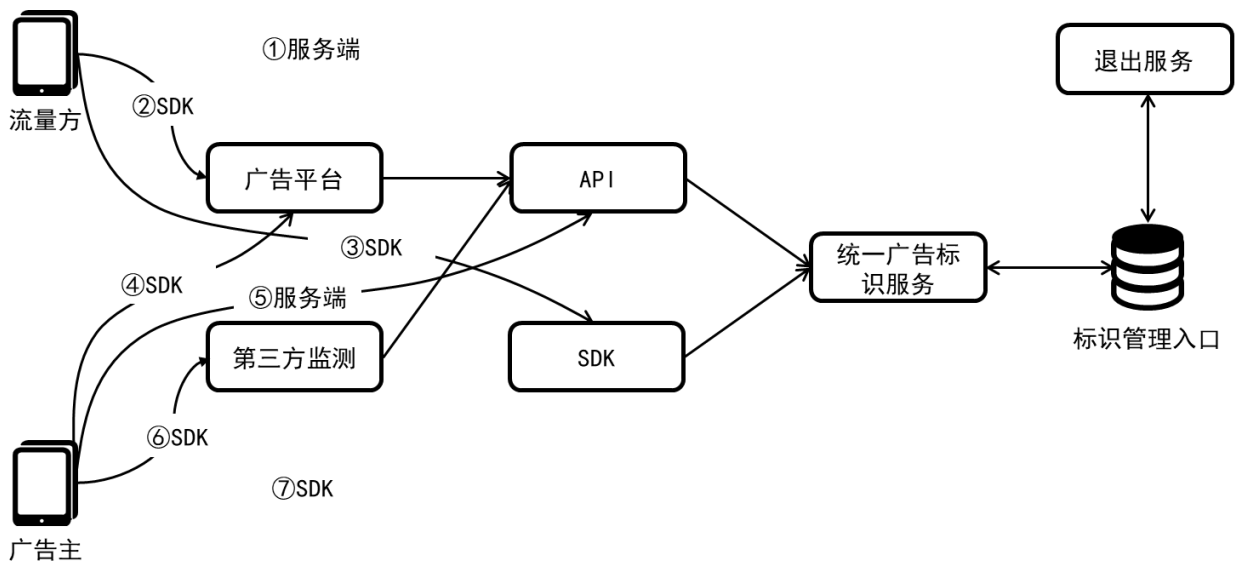 ①服务端
退出服务
②SDK
流量方
广告平台
API
③SDK
统一广告标
识服务
④SDK
⑤服务端
标识管理入口
第三方监测
SDK
⑥SDK
⑦SDK
广告主